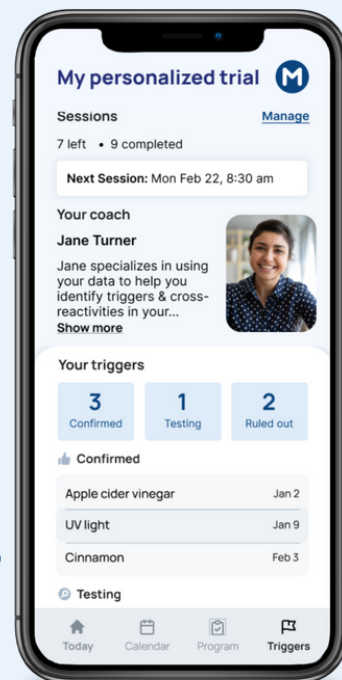 My personalized trial M
Sessions Manage
7 left • 9 completed
Next Session: Mon Feb 22, 8:30 am
Your coach
Jane Turner
Jane specializes in using
your data to help you
identify triggers & cross-
reactivities in your...
Show more
Your triggers
3 1 2
Confirmed Testing Ruled out
Confirmed
Apple cider vinegar Jan 2
UV light Jan 9
Cinnamon Feb 3
Testing
Today Calendar Program Triggers